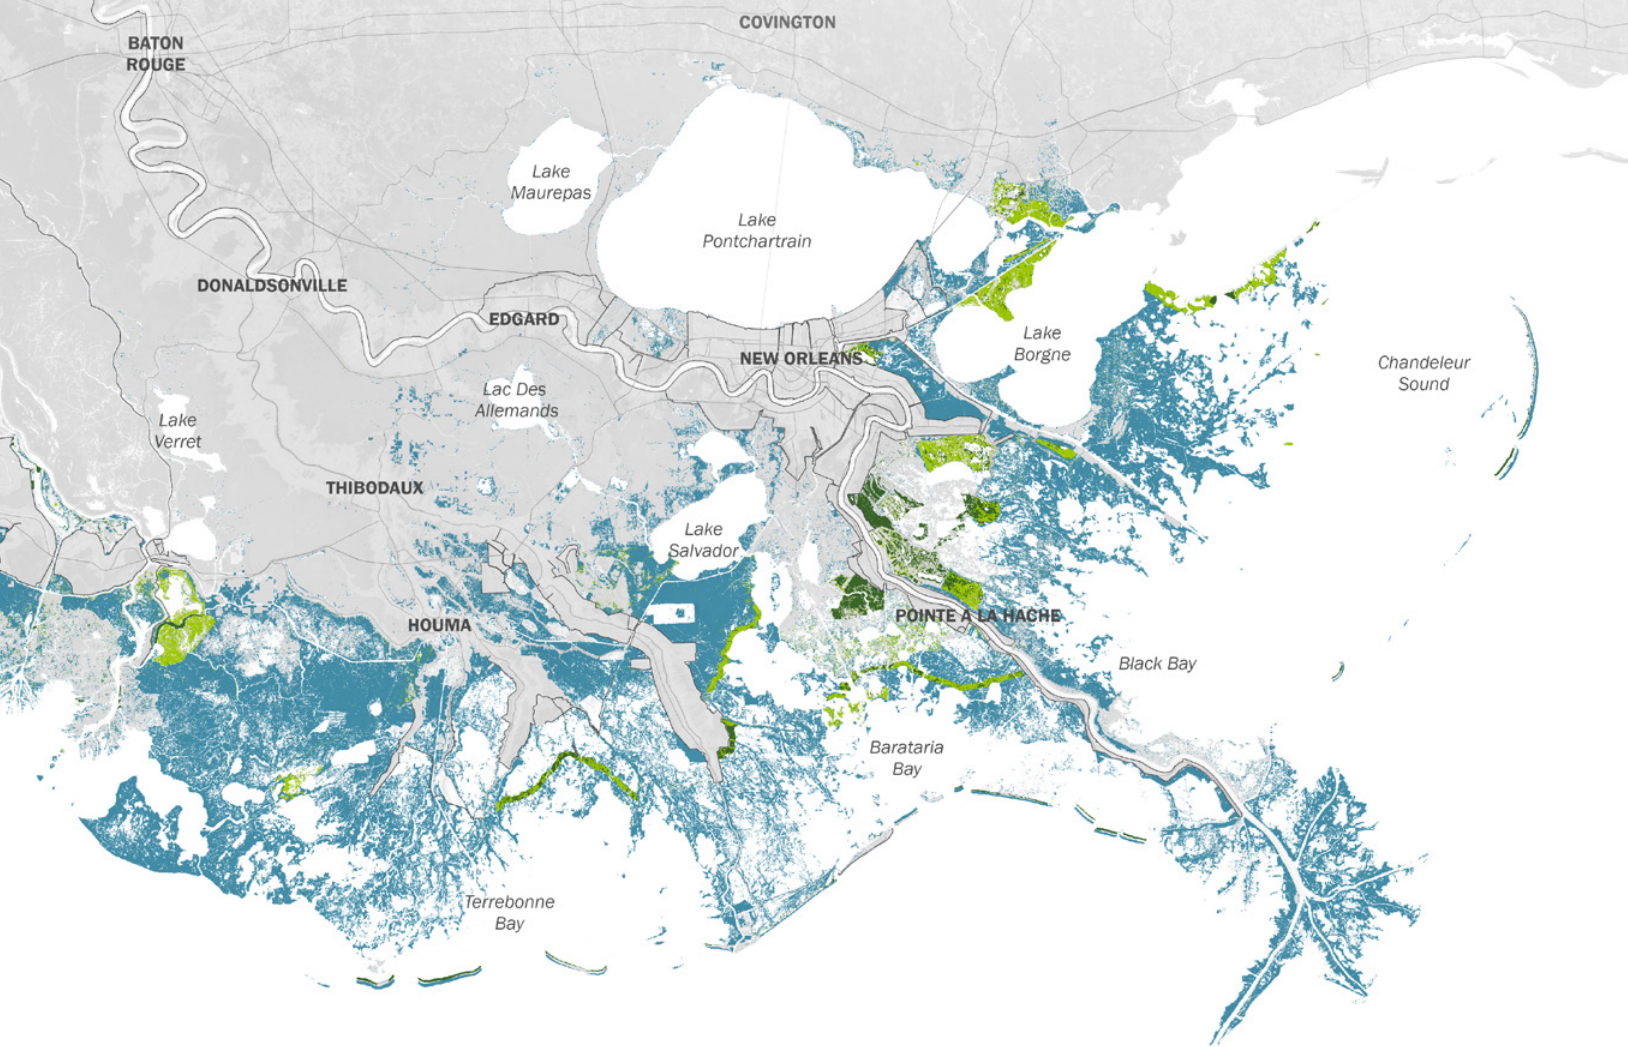 COVINGTON
BATON
ROUGE
Lake
Maurepas
Lake
Pontchartrain
DONALDSONVILLE
EDGARD
NEW ORLEANS
Lake
Borgne
Chandeleur
Sound
Lac Des
Allemands
Lake
Verret
THIBODAUX
Lake
Salvador
HOUMA
POINTE A LA HACHE
Black Bay
Barataria
Bay
Terrebonne
Bay